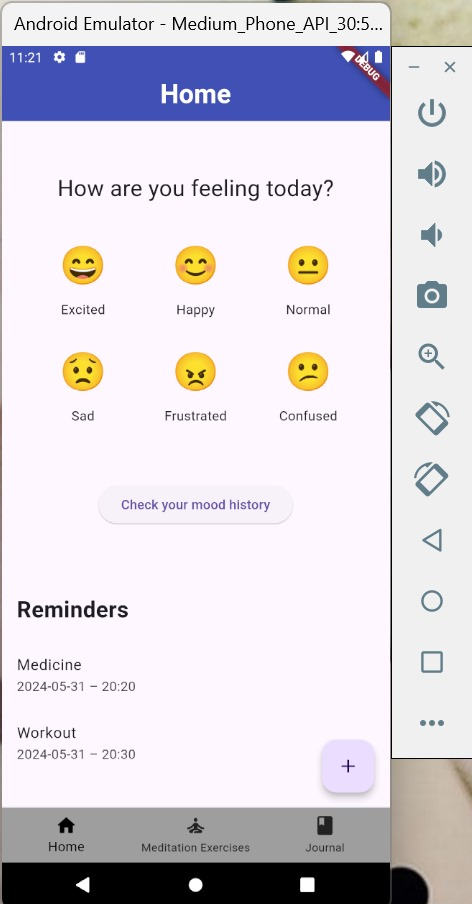 Android Emulator - Medium_Phone_API_30:5...
11:21
DEBUG
Home
How are you feeling today?
Excited Happy Normal
Sad Frustrated Confused
Check your mood history
Reminders
Medicine
2024-05-31 – 20:20
Workout
2024-05-31 – 20:30
+
Home Meditation Exercises Journal